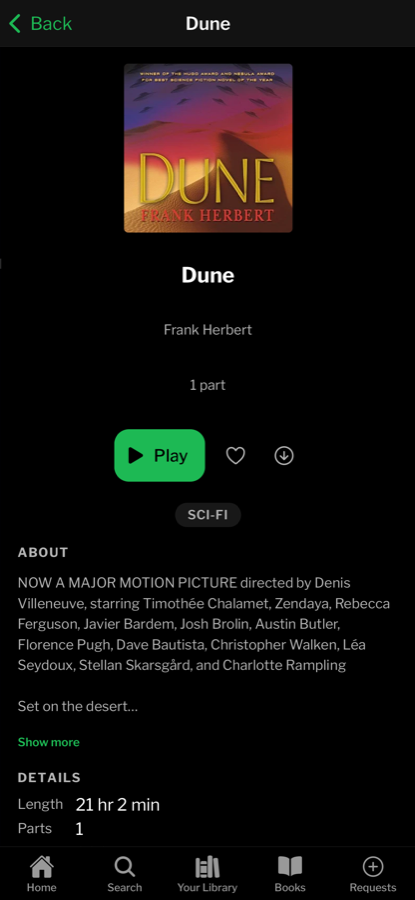 Back
Dune
WINNER OF THE HUGO AWARD AND NEBULA AWARD
FOR BEST SCIENCE FICTION NOVEL OF THE YEAR
DUNE
FRANK HERBERT
Dune
Frank Herbert
1 part
Play
SCI-FI
ABOUT
NOW A MAJOR MOTION PICTURE directed by Denis
Villeneuve, starring Timothée Chalamet, Zendaya, Rebecca
Ferguson, Javier Bardem, Josh Brolin, Austin Butler,
Florence Pugh, Dave Bautista, Christopher Walken, Léa
Seydoux, Stellan Skarsgård, and Charlotte Rampling
Set on the desert...
Show more
DETAILS
Length 21 hr 2 min
Parts 1
Home Search Your Library Books Requests